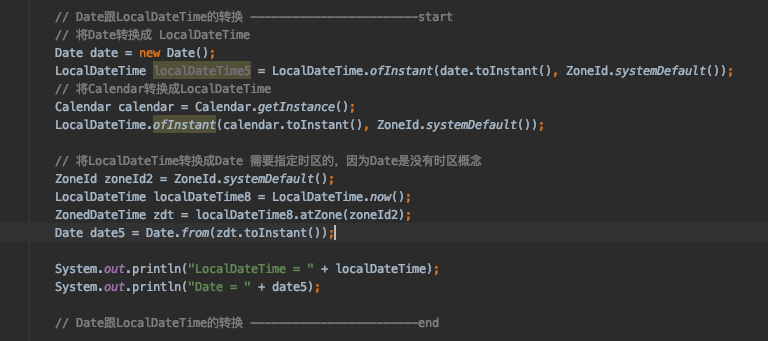 // Date跟LocalDateTime的转换 ————————————————————————start
// 将Date转换成 LocalDateTime
Date date = new Date();
LocalDateTime localDateTime5 = LocalDateTime.ofInstant(date.toInstant(), ZoneId.systemDefault());
// 将Calendar转换成LocalDateTime
Calendar calendar = Calendar.getInstance();
LocalDateTime.ofInstant(calendar.toInstant(), ZoneId.systemDefault());
// 将LocalDateTime转换成Date 需要指定时区的，因为Date是没有时区概念
ZoneId zoneId2 = ZoneId.systemDefault();
LocalDateTime localDateTime8 = LocalDateTime.now();
ZonedDateTime zdt = localDateTime8.atZone(zoneId2);
Date date5 = Date.from(zdt.toInstant());
System.out.println("LocalDateTime = " + localDateTime);
System.out.println("Date = " + date5);
// Date跟LocalDateTime的转换 ————————————————————————end